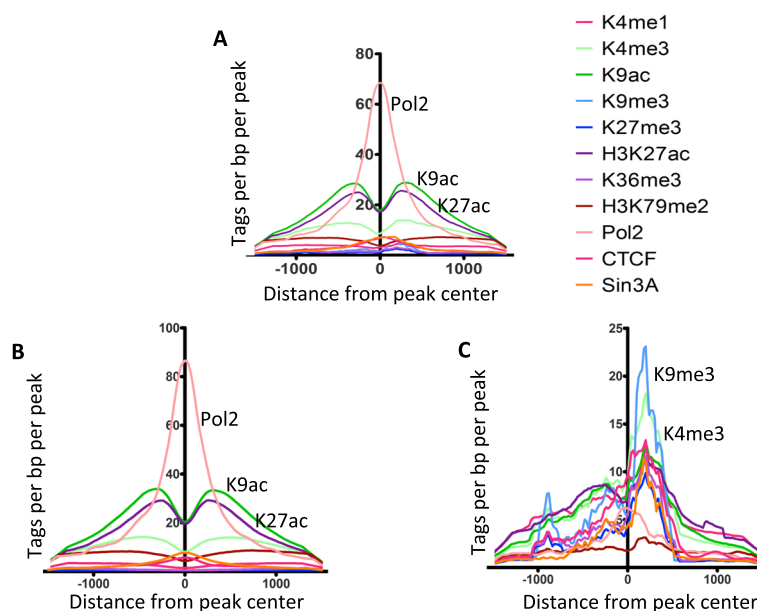 A
80
60
40
20
Tags per bp per peak
Pol2
K9ac
K27ac
-1000
0
1000
Distance from peak center
K4me1
K4me3
K9ac
K9me3
K27me3
H3K27ac
K36me3
H3K79me2
Pol2
CTCF
Sin3A
B
100
80
60
40
20
Tags per bp per peak
Pol2
K9ac
K27ac
-1000
0
1000
Distance from peak center
C
25
20
15
10
5
Tags per bp per peak
K9me3
K4me3
-1000
0
1000
Distance from peak center